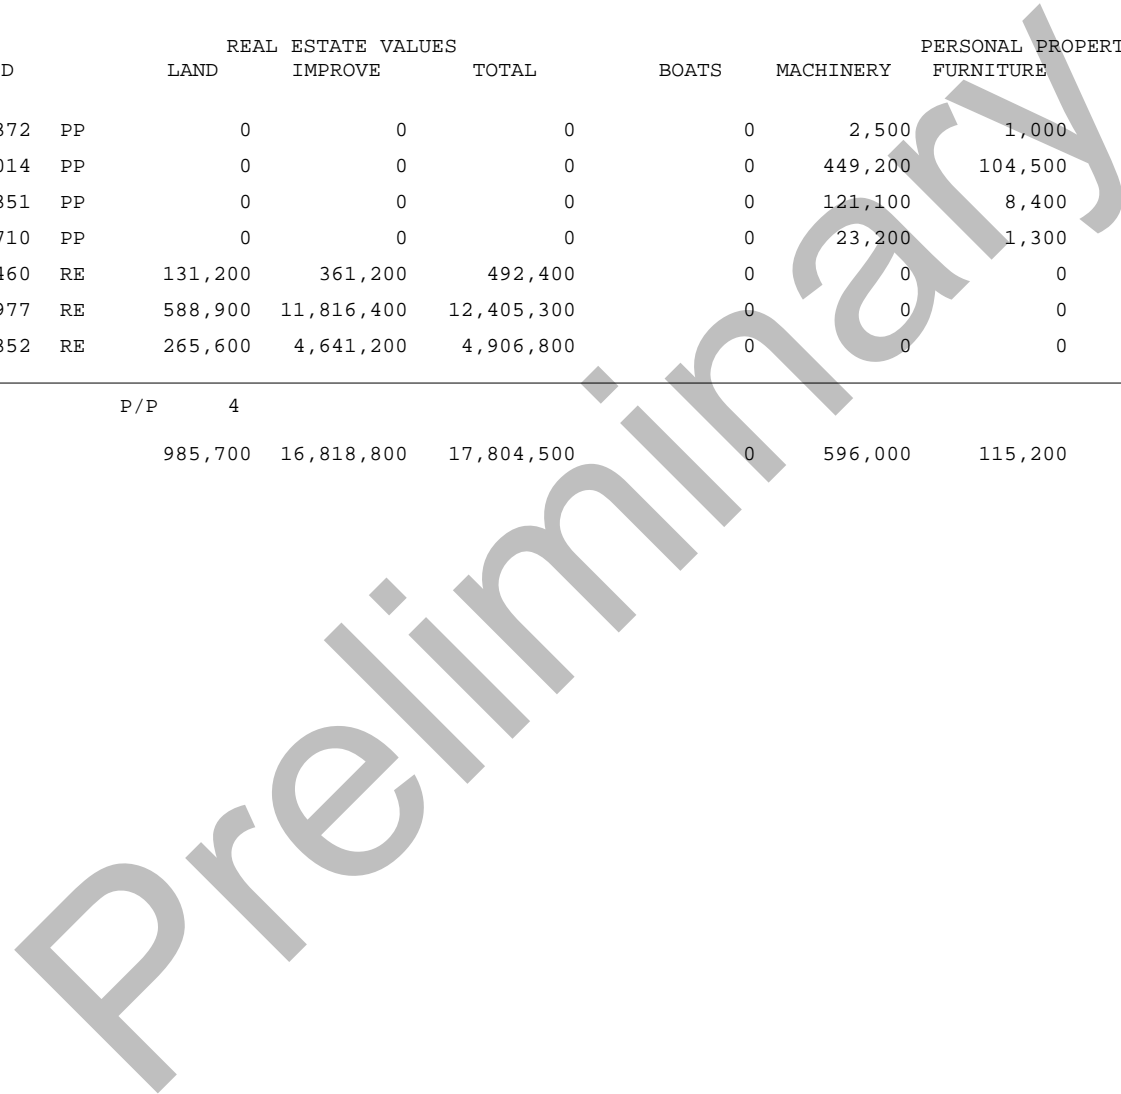 REAL ESTATE VALUES PERSONAL PROPERT
D LAND IMPROVE TOTAL BOATS MACHINERY FURNITURE
372 PP 0 0 0 0 2,500 1,000
014 PP 0 0 0 0 449,200 104,500
351 PP 0 0 0 0 121,100 8,400
710 PP 0 0 0 0 23,200 1,300
460 RE 131,200 361,200 492,400 0 0 0
977 RE 588,900 11,816,400 12,405,300 0 0 0
352 RE 265,600 4,641,200 4,906,800 0 0 0
P/P 4
985,700 16,818,800 17,804,500 0 596,000 115,200
Preliminary